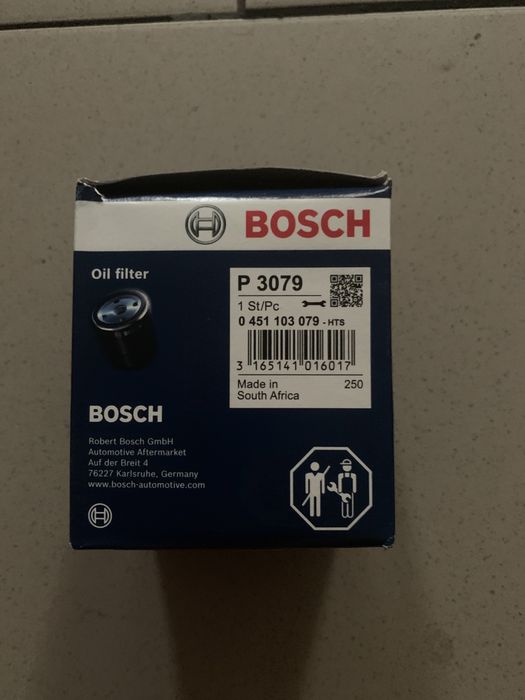 BOSCH
Oil filter
P 3079
1 St/Pc
0 451 103 079 - HTS
3 165141 016017
Made in 250
South Africa
BOSCH
Robert Bosch GmbH
Automotive Aftermarket
Auf der Breit 4
76227 Karlsruhe, Germany
www.bosch-automotive.com